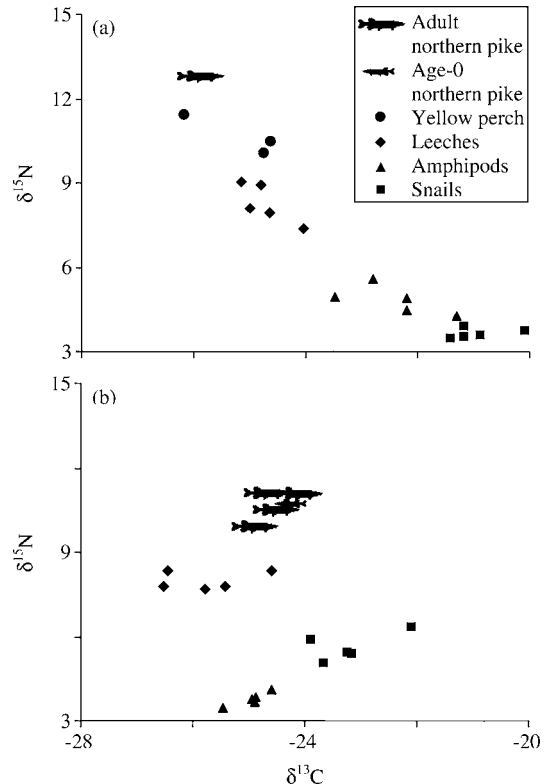 (a)
15
12
9
6
3
δ15N
Adult
northern pike
Age-0
northern pike
Yellow perch
Leeches
Amphipods
Snails
(b)
15
9
3
δ15N
-28
-24
-20
δ13C